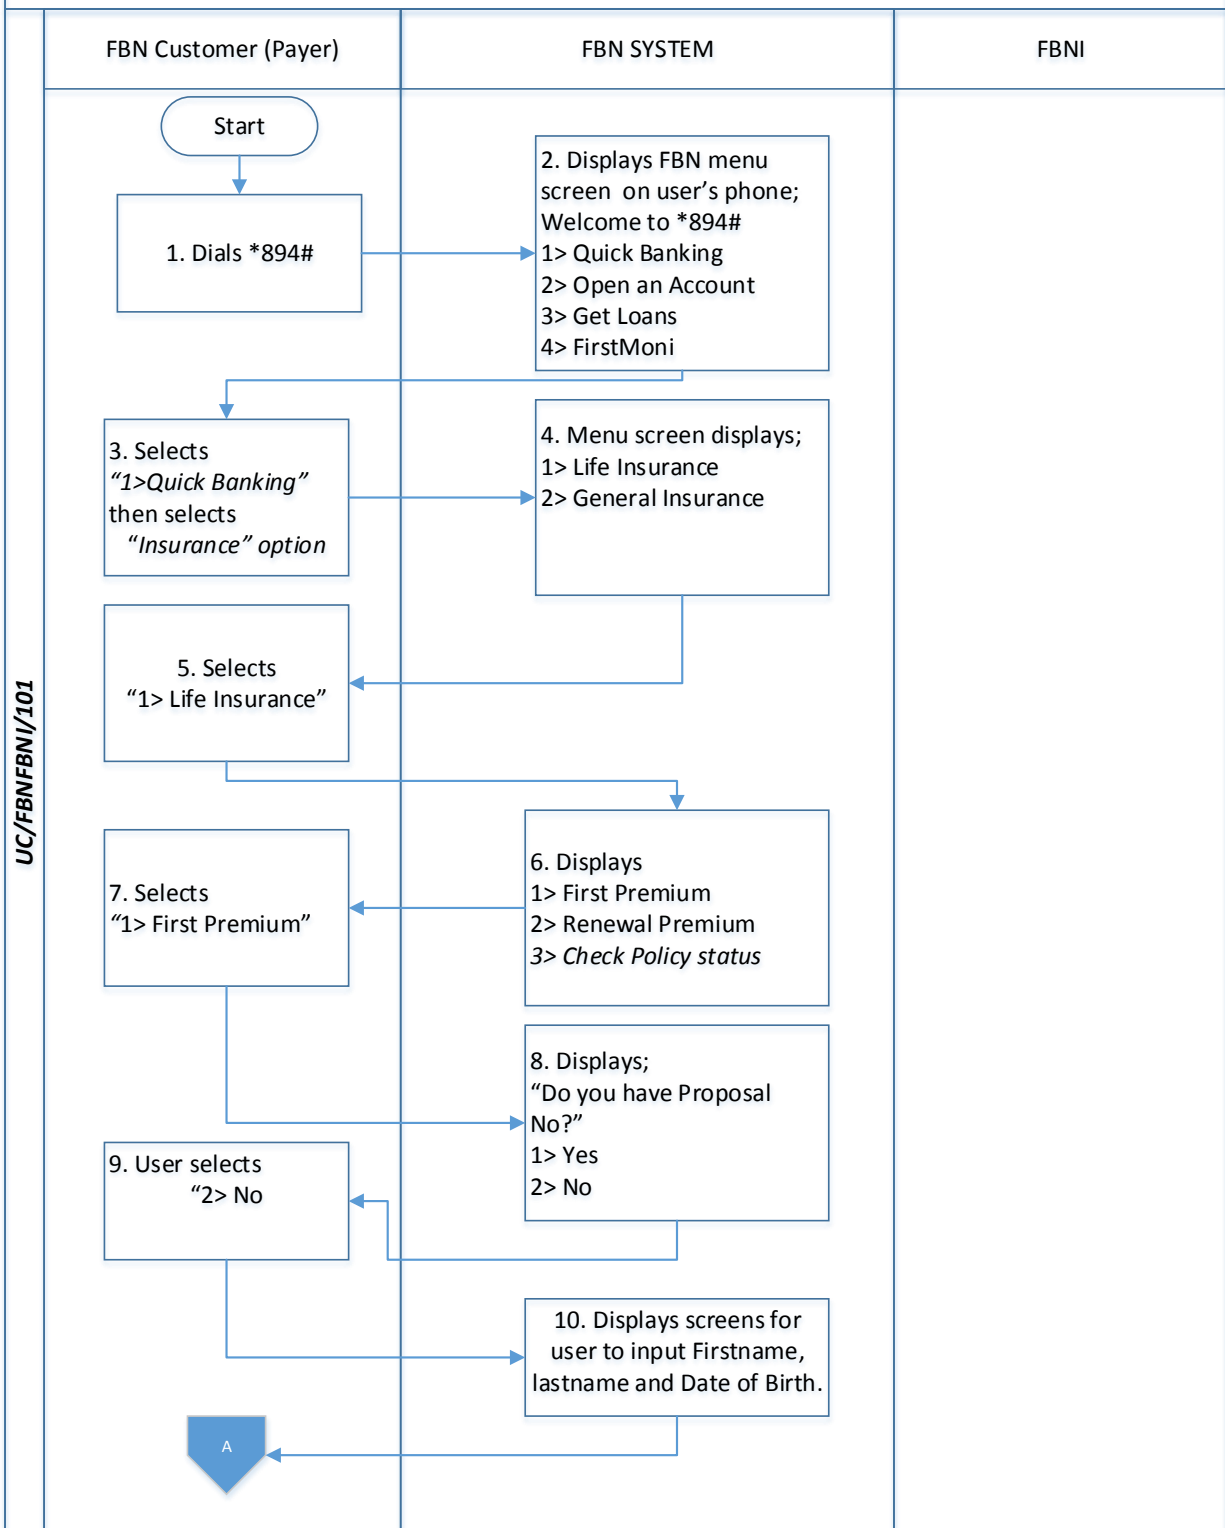 FBN Customer (Payer)
FBN SYSTEM
FBNI
UC/FBNFBNI/101
Start
1. Dials *894#
2. Displays FBN menu
screen on user’s phone;
Welcome to *894#
1> Quick Banking
2> Open an Account
3> Get Loans
4> FirstMoni
3. Selects
“1>Quick Banking”
then selects
“Insurance” option
4. Menu screen displays;
1> Life Insurance
2> General Insurance
5. Selects
“1> Life Insurance”
6. Displays
1> First Premium
2> Renewal Premium
3> Check Policy status
7. Selects
“1> First Premium”
8. Displays;
“Do you have Proposal
No?”
1> Yes
2> No
9. User selects
“2> No
10. Displays screens for
user to input Firstname,
lastname and Date of Birth.
A